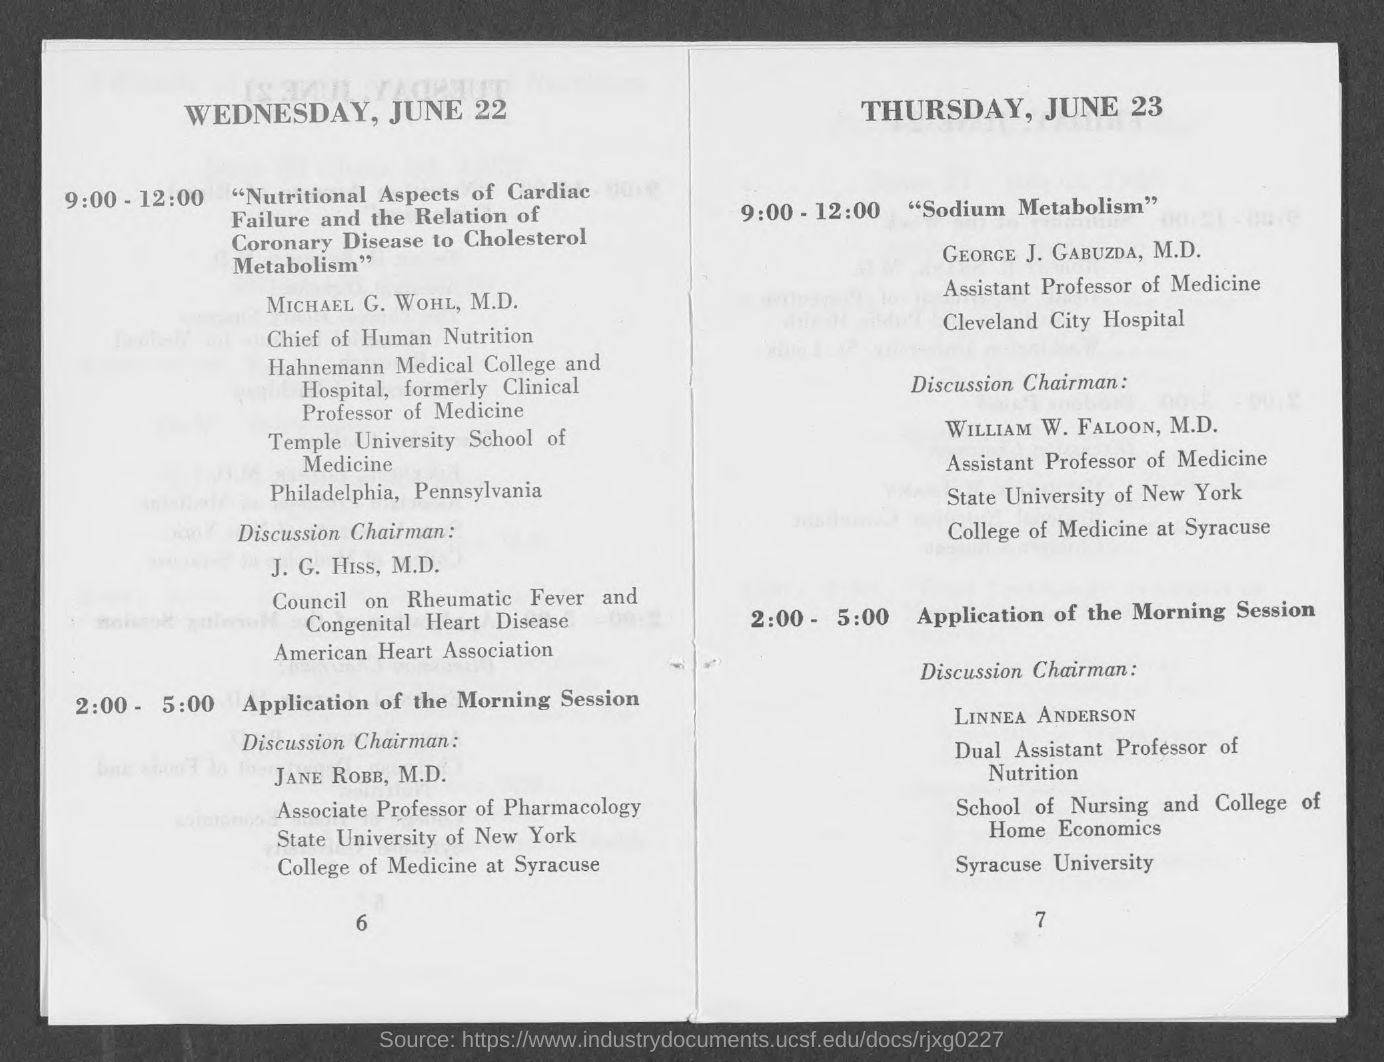 WEDNESDAY, JUNE 22
9:00 - 12:00 “Nutritional Aspects of Cardiac
Failure and the Relation of
Coronary Disease to Cholesterol
Metabolism”
MICHAEL G. WOHL, M.D.
Chief of Human Nutrition
Hahnemann Medical College and
Hospital, formerly Clinical
Professor of Medicine
Temple University School of
Medicine
Philadelphia, Pennsylvania
Discussion Chairman:
J. G. HISS, M.D.
Council on Rheumatic Fever and
Congenital Heart Disease
American Heart Association
2:00 - 5:00 Application of the Morning Session
Discussion Chairman:
JANE ROBB, M.D.
Associate Professor of Pharmacology
State University of New York
College of Medicine at Syracuse
6
THURSDAY, JUNE 23
9:00 - 12:00 “Sodium Metabolism”
GEORGE J. GABUZDA, M.D.
Assistant Professor of Medicine
Cleveland City Hospital
Discussion Chairman:
WILLIAM W. FALOON, M.D.
Assistant Professor of Medicine
State University of New York
College of Medicine at Syracuse
2:00 - 5:00 Application of the Morning Session
Discussion Chairman:
LINNEA ANDERSON
Dual Assistant Professor of
Nutrition
School of Nursing and College of
Home Economics
Syracuse University
7
Source: https://www.industrydocuments.ucsf.edu/docs/rjxg0227